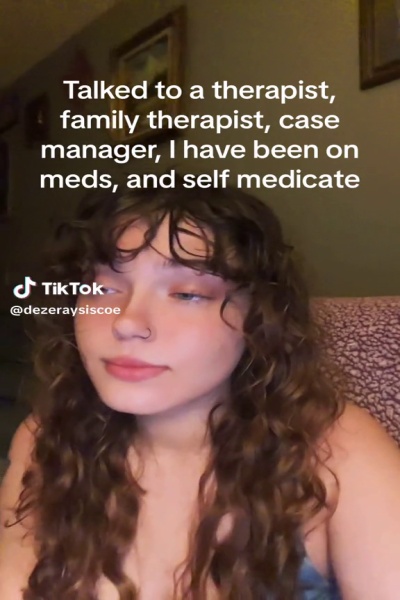 Talked to a therapist,
family therapist, case
manager, I have been on
meds, and self medicate
TikTok
@dezeraysiscoe